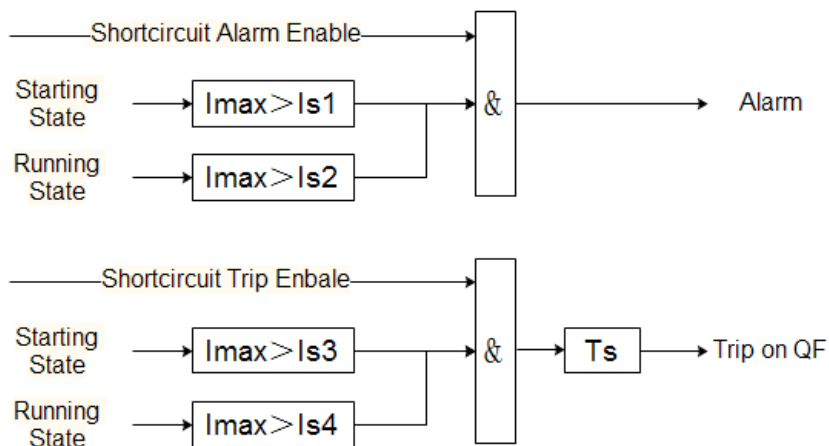 Shortcircuit Alarm Enable
Starting
State
Imax>Is1
&
Alarm
Running
State
Imax>Is2
Shortcircuit Trip Enbale
Starting
State
Imax>Is3
&
Ts
Trip on QF
Running
State
Imax>Is4